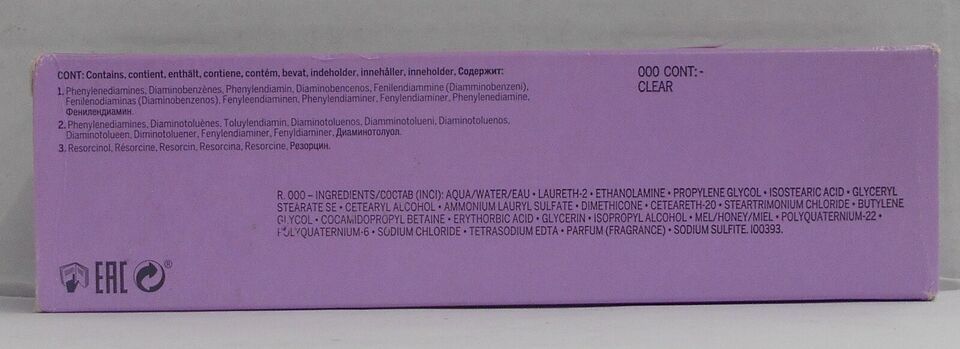 CONT: Contains, contient, enthält, contiene, contém, bevat, indeholder, innehåller, inneholder. Содержит:
1. Phenylenediamines, Diaminobenzènes, Phenylendiamin, Diaminobencenos, Fenilendiammine (Diamminobenzeni),
Fenilenodiaminas (Diaminobenzenos), Fenyleendiaminen, Phenylendiaminer, Fenylendiaminer, Phenylenediamine.
Фенилендиамин.
2. Phenylenediamines, Diaminotoluènes, Toluylendiamin, Diaminotoluenos, Diamminotolueni, Diaminotoluenos,
Diaminotolueen, Diminotoluener, Fenylendiaminer, Fenyldiaminer, Диаминотолуол.
3. Resorcinol, Résorcine, Resorcin, Resorcina, Resorcine, Резорцин.
000 CONT: -
CLEAR
R. 000 – INGREDIENTS/СОСТАВ (INCI): AQUA/WATER/EAU • LAURETH-2 • ETHANOLAMINE • PROPYLENE GLYCOL • ISOSTEARIC ACID • GLYCERYL
STEARATE SE • CETEARYL ALCOHOL • AMMONIUM LAURYL SULFATE • DIMETHICONE • CETEARETH-20 • STEARTRIMONIUM CHLORIDE • BUTYLENE
GLYCOL • COCAMIDOPROPYL BETAINE • ERYTHORBIC ACID • GLYCERIN • ISOPROPYL ALCOHOL • MEL/HONEY/MIEL • POLYQUATERNIUM-22 •
POLYQUATERNIUM-6 • SODIUM CHLORIDE • TETRASODIUM EDTA • PARFUM (FRAGRANCE) • SODIUM SULFITE. I00393.
EAC ®